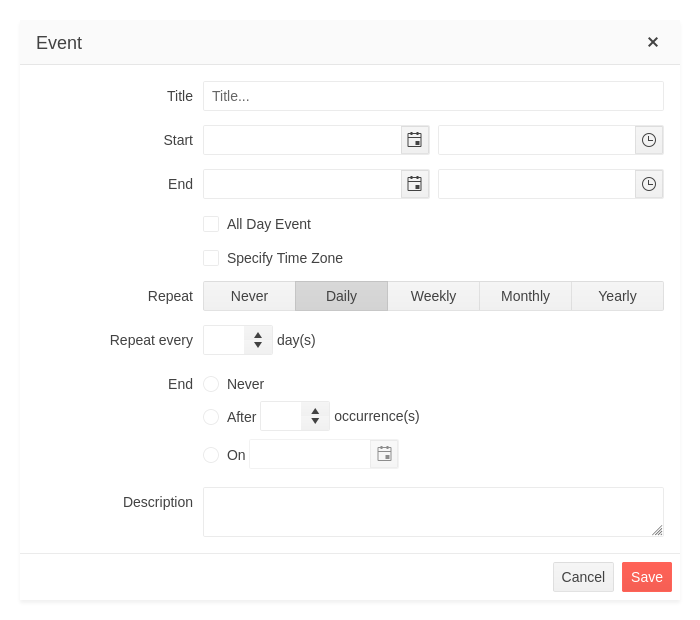 Event
Title Title...
Start
End
All Day Event
Specify Time Zone
Repeat Never Daily Weekly Monthly Yearly
Repeat every day(s)
End Never
After occurrence(s)
On
Description
Cancel Save